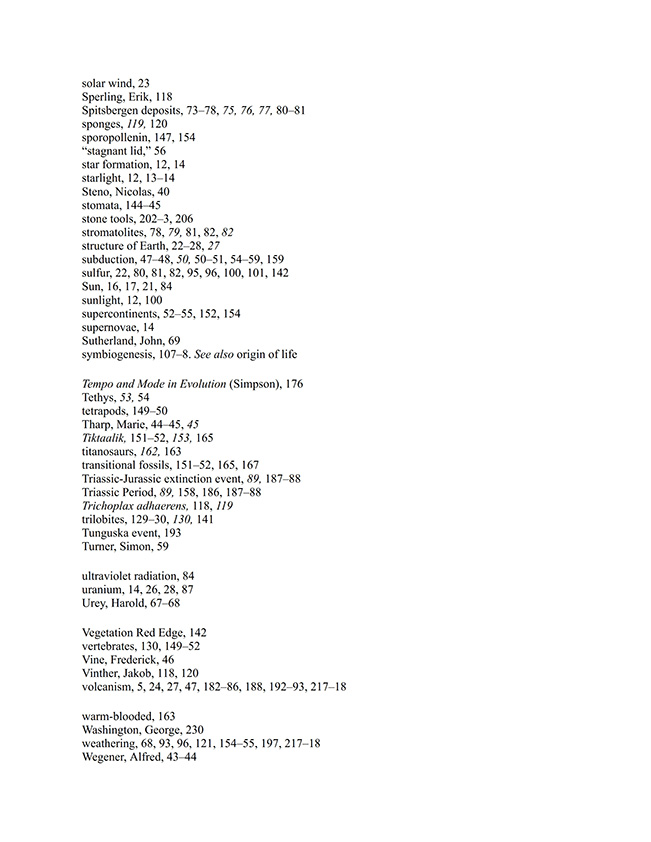 solar wind, 23
Sperling, Erik, 118
Spitsbergen deposits, 73–78, 75, 76, 77, 80–81
sponges, 119, 120
sporopollenin, 147, 154
“stagnant lid,” 56
star formation, 12, 14
starlight, 12, 13–14
Steno, Nicolas, 40
stomata, 144–45
stone tools, 202–3, 206
stromatolites, 78, 79, 81, 82, 82
structure of Earth, 22–28, 27
subduction, 47–48, 50, 50–51, 54–59, 159
sulfur, 22, 80, 81, 82, 95, 96, 100, 101, 142
Sun, 16, 17, 21, 84
sunlight, 12, 100
supercontinents, 52–55, 152, 154
supernovae, 14
Sutherland, John, 69
symbiogenesis, 107–8. See also origin of life
Tempo and Mode in Evolution (Simpson), 176
Tethys, 53, 54
tetrapods, 149–50
Tharp, Marie, 44–45, 45
Tiktaalik, 151–52, 153, 165
titanosaurs, 162, 163
transitional fossils, 151–52, 165, 167
Triassic-Jurassic extinction event, 89, 187–88
Triassic Period, 89, 158, 186, 187–88
Trichoplax adhaerens, 118, 119
trilobites, 129–30, 130, 141
Tunguska event, 193
Turner, Simon, 59
ultraviolet radiation, 84
uranium, 14, 26, 28, 87
Urey, Harold, 67–68
Vegetation Red Edge, 142
vertebrates, 130, 149–52
Vine, Frederick, 46
Vinther, Jakob, 118, 120
volcanism, 5, 24, 27, 47, 182–86, 188, 192–93, 217–18
warm-blooded, 163
Washington, George, 230
weathering, 68, 93, 96, 121, 154–55, 197, 217–18
Wegener, Alfred, 43–44